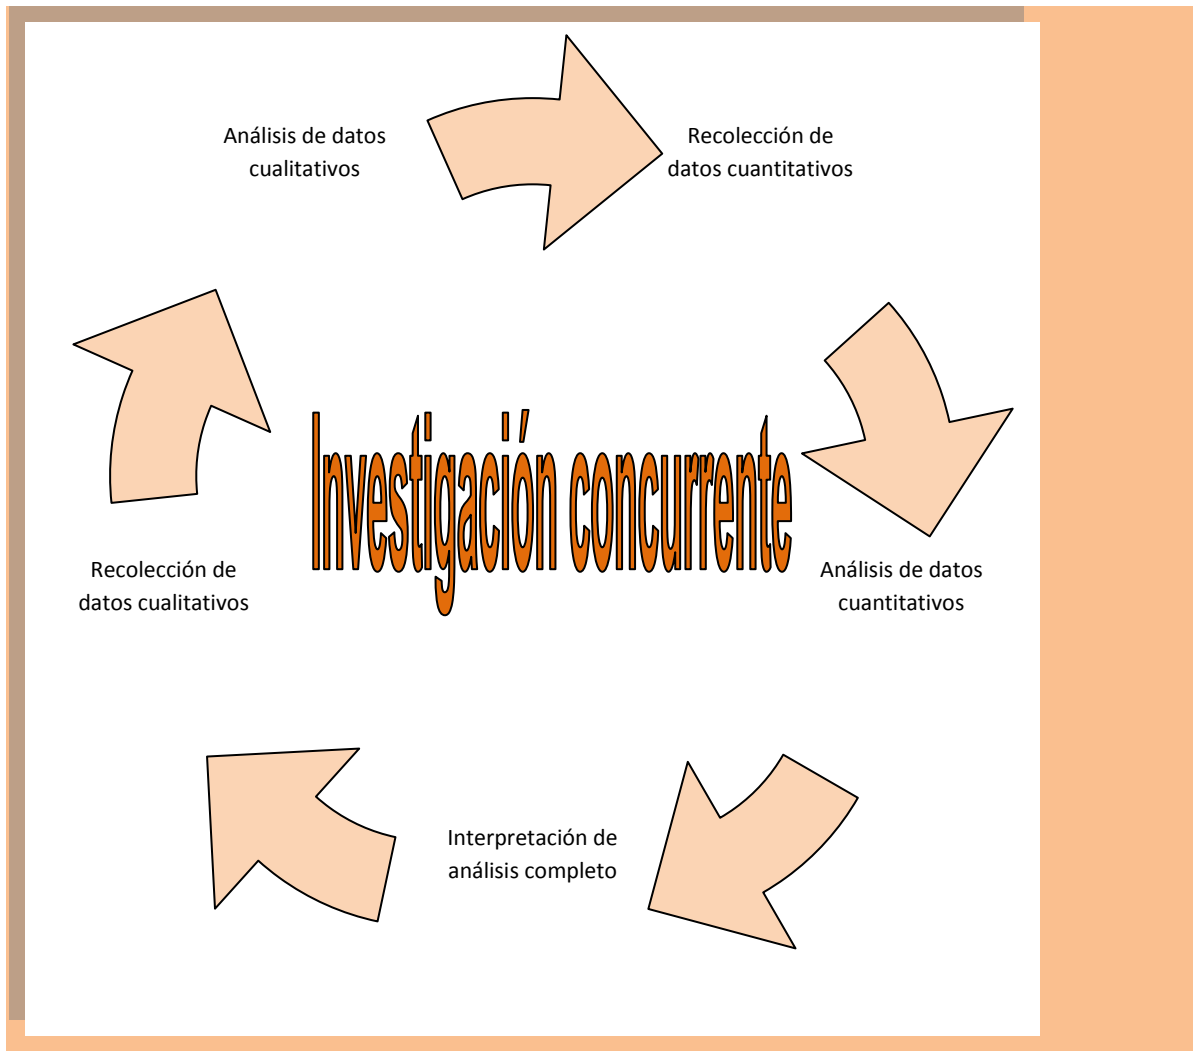 Análisis de datos
cualitativos
Recolección de
datos cuantitativos
Investigación concurrente
Recolección de
datos cualitativos
Análisis de datos
cuantitativos
Interpretación de
análisis completo